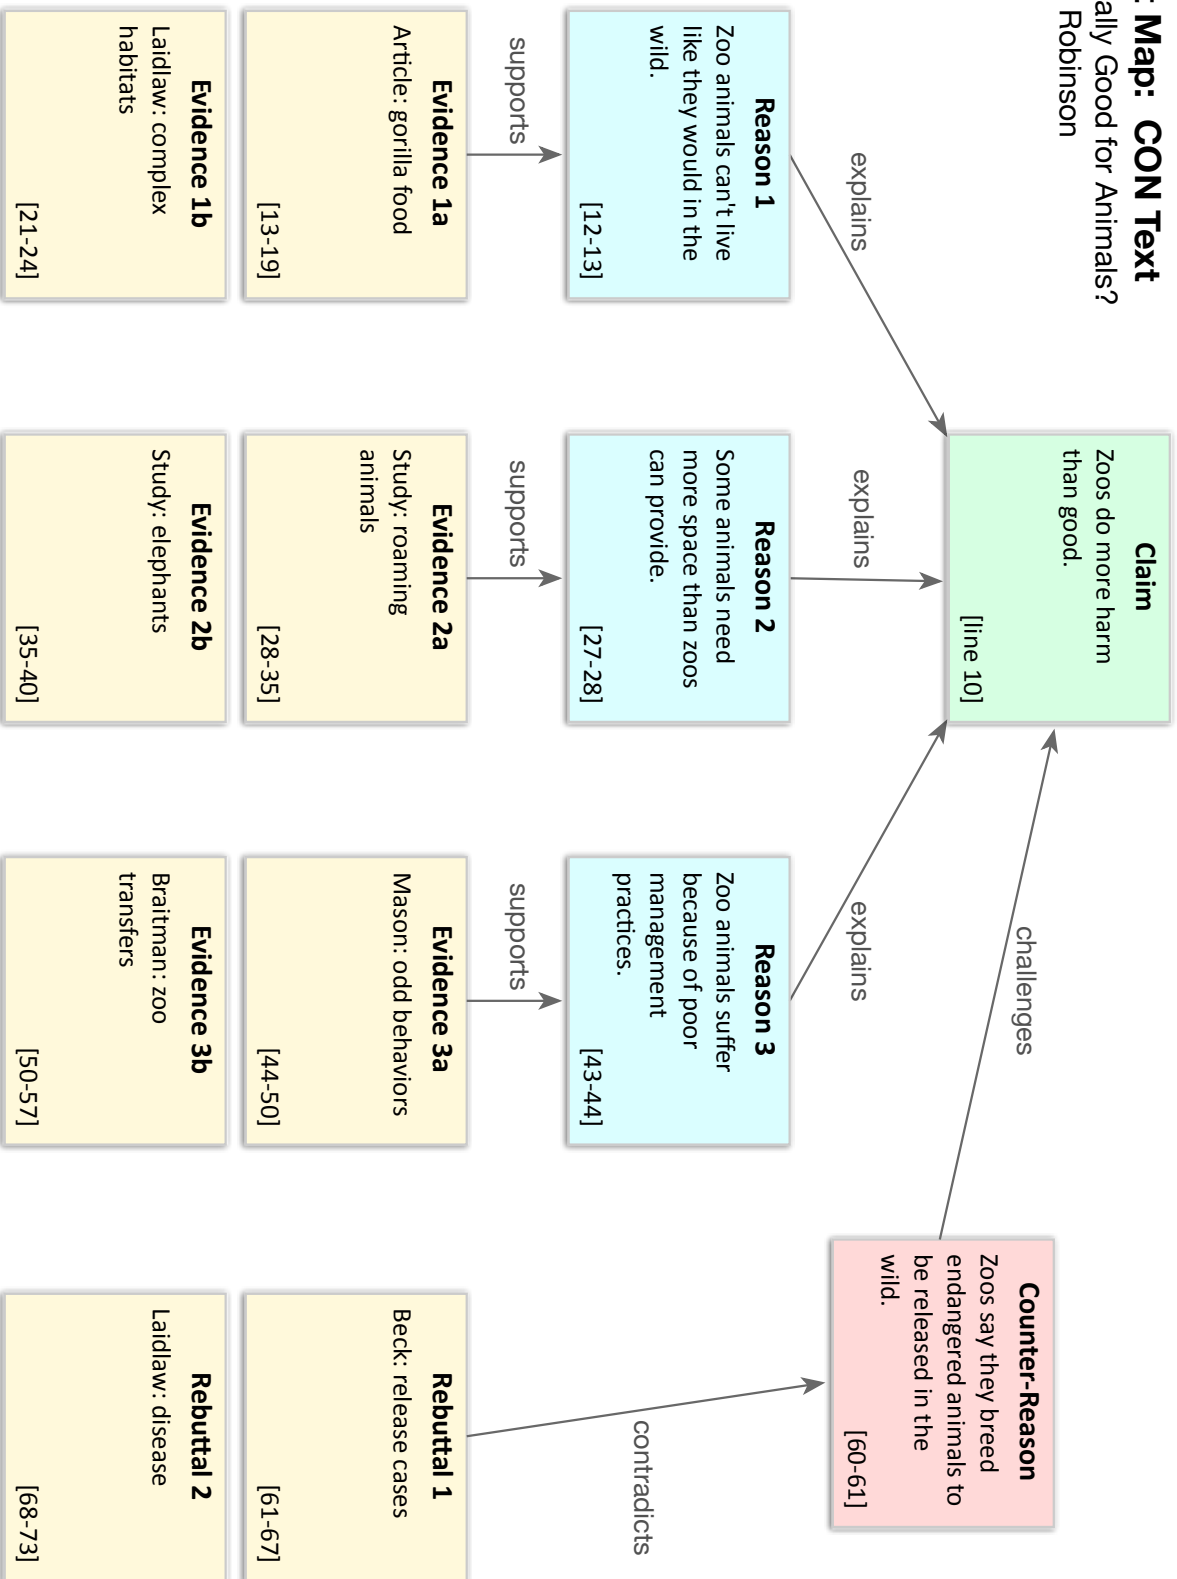 : Map:  CON Text
ally Good for Animals?
Robinson
Claim
Zoos do more harm
than good.
[line 10]
challenges
explains
explains
explains
Counter-Reason
Zoos say they breed
endangered animals to
be released in the
wild.
[60-61]
Reason 1
Zoo animals can't live
like they would in the
wild.
[12-13]
Reason 2
Some animals need
more space than zoos
can provide.
[27-28]
Reason 3
Zoo animals suffer
because of poor
management
practices.
[43-44]
supports
supports
supports
contradicts
Evidence 1a
Article: gorilla food
[13-19]
Evidence 2a
Study: roaming
animals
[28-35]
Evidence 3a
Mason: odd behaviors
[44-50]
Rebuttal 1
Beck: release cases
[61-67]
Evidence 1b
Laidlaw: complex
habitats
[21-24]
Evidence 2b
Study: elephants
[35-40]
Evidence 3b
Braitman: zoo
transfers
[50-57]
Rebuttal 2
Laidlaw: disease
[68-73]